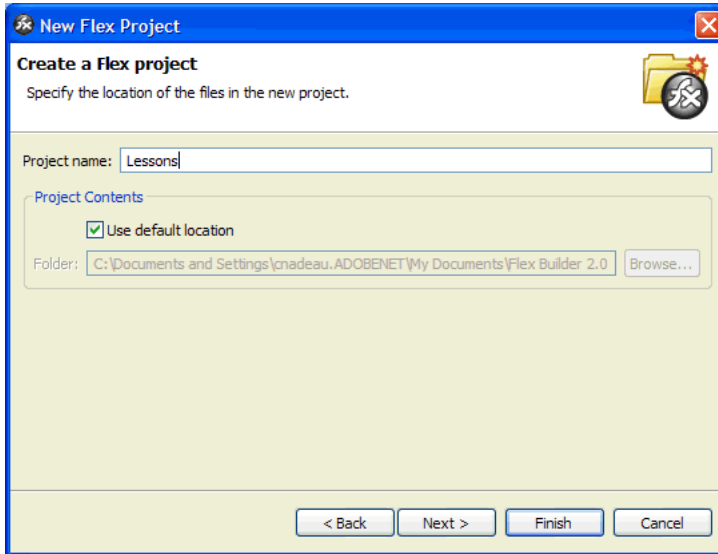 New Flex Project
Create a Flex project
Specify the location of the files in the new project.
Project name: Lessons
Project Contents
Use default location
Folder: C:\Documents and Settings\cnadeau.ADOBENET\My Documents\Flex Builder 2.0 Browse...
< Back Next > Finish Cancel